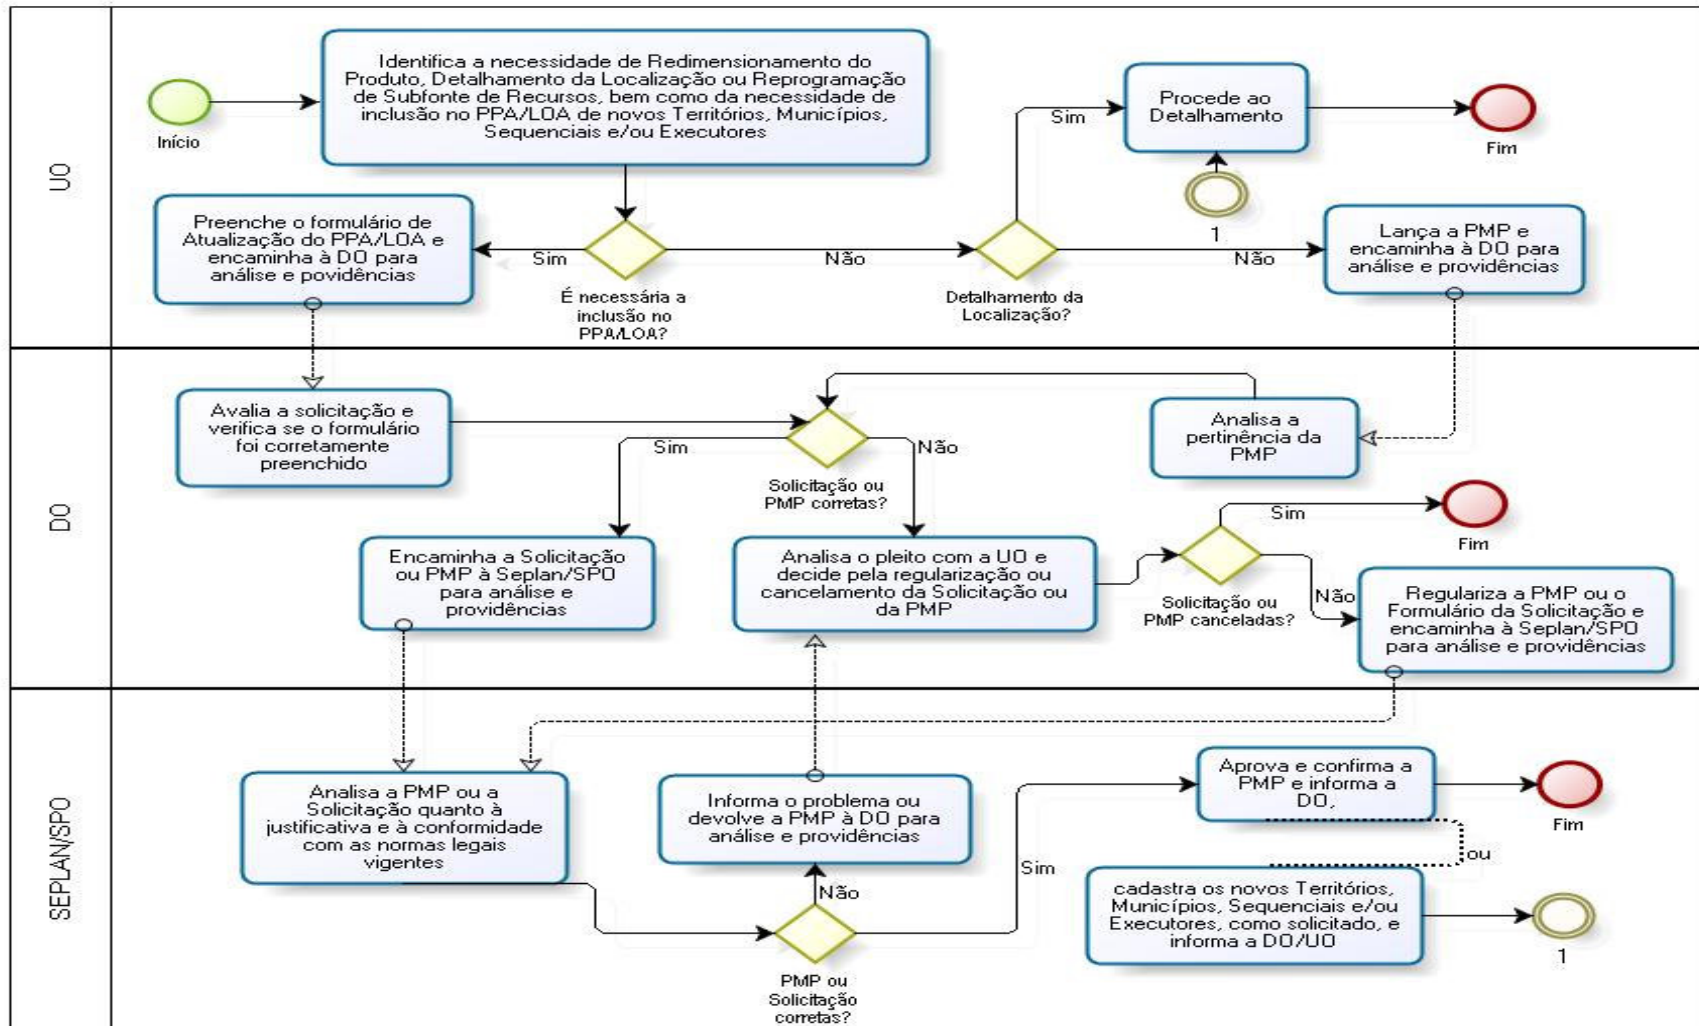 UO
Início
Identifica a necessidade de Redimensionamento do
Produto, Detalhamento da Localização ou Reprogramação
de Subfonte de Recursos, bem como da necessidade de
inclusão no PPA/LOA de novos Territórios, Municípios,
Sequenciais e/ou Executores
Sim
Procede ao
Detalhamento
Fim
1
Preenche o formulário de
Atualização do PPA/LOA e
encaminha à DO para
análise e povidências
Sim
É necessária a
inclusão no
PPA/LOA?
Não
Detalhamento da
Localização?
Não
Lança a PMP e
encaminha à DO para
análise e providências
DO
Avalia a solicitação e
verifica se o formulário
foi corretamente
preenchido
Sim
Não
Solicitação ou
PMP corretas?
Analisa a
pertinência da
PMP
Encaminha a Solicitação
ou PMP à Seplan/SPO
para análise e
providências
Analisa o pleito com a UO e
decide pela regularização ou
cancelamento da Solicitação ou
da PMP
Sim
Fim
Solicitação ou
PMP canceladas?
Não
Regulariza a PMP ou o
Formulário da Solicitação e
encaminha à Seplan/SPO
para análise e providências
SEPLAN/SPO
Analisa a PMP ou a
Solicitação quanto à
justificativa e à conformidade
com as normas legais
vigentes
Informa o problema ou
devolve a PMP à DO para
análise e providências
Não
PMP ou
Solicitação
corretas?
Sim
Aprova e confirma a
PMP e informa a
DO,
Fim
ou
cadastra os novos Territórios,
Municípios, Sequenciais e/ou
Executores, como solicitado, e
informa a DO/UO
1